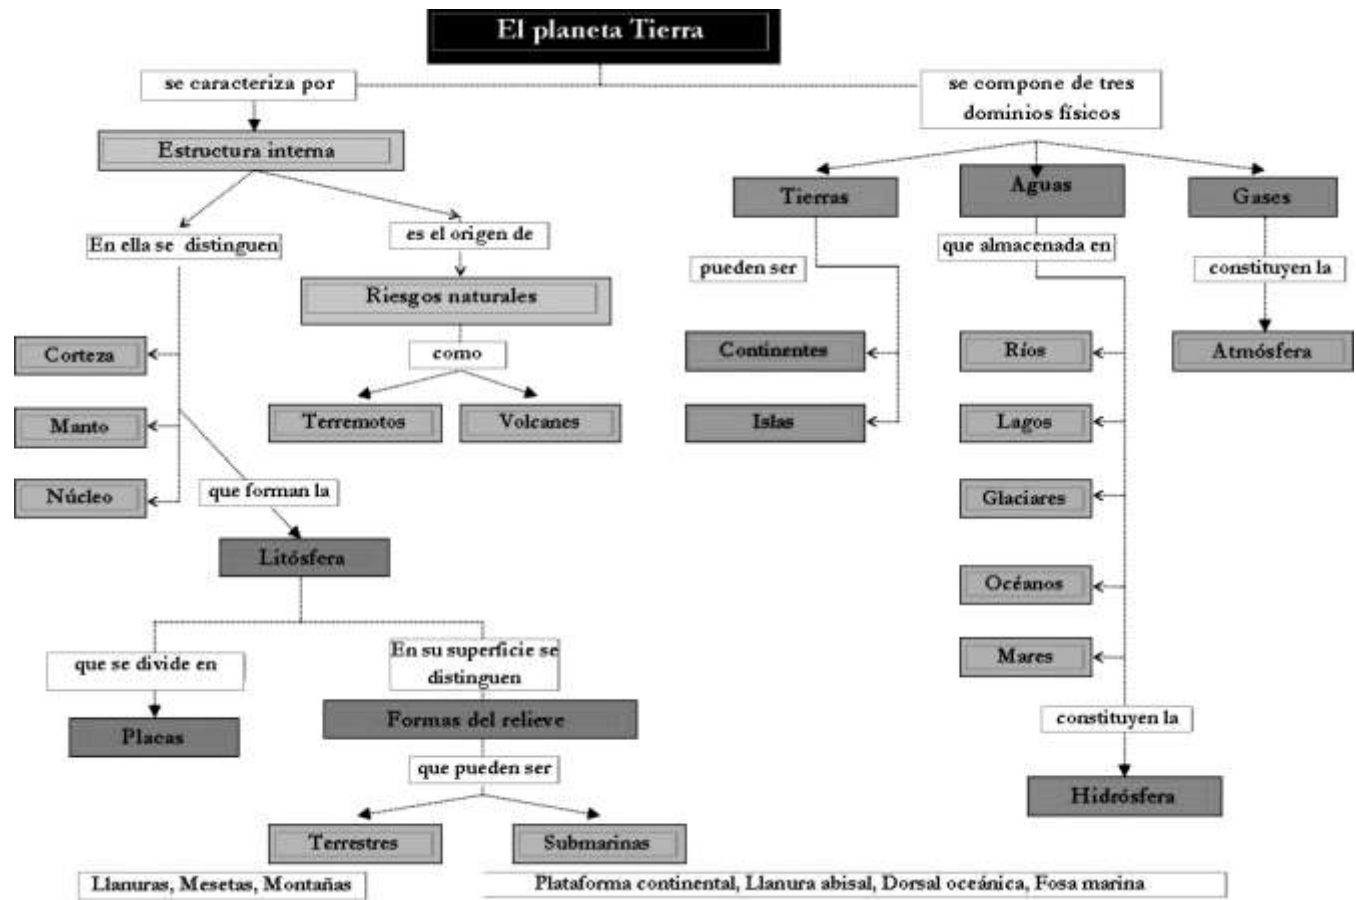 El planeta Tierra
se caracteriza por
se compone de tres
dominios físicos
Estructura interna
Tierras
Aguas
Gases
En ella se distinguen
es el origen de
pueden ser
que almacenada en
constituyen la
Riesgos naturales
como
Corteza
Manto
Núcleo
Terremotos
Volcanes
Continentes
Islas
Ríos
Lagos
Glaciares
Océanos
Mares
Atmósfera
que forman la
Litósfera
que se divide en
En su superficie se
distinguen
Placas
Formas del relieve
constituyen la
Hidrósfera
que pueden ser
Terrestres
Submarinas
Llanuras, Mesetas, Montañas
Plataforma continental, Llanura abisal, Dorsal oceánica, Fosa marina